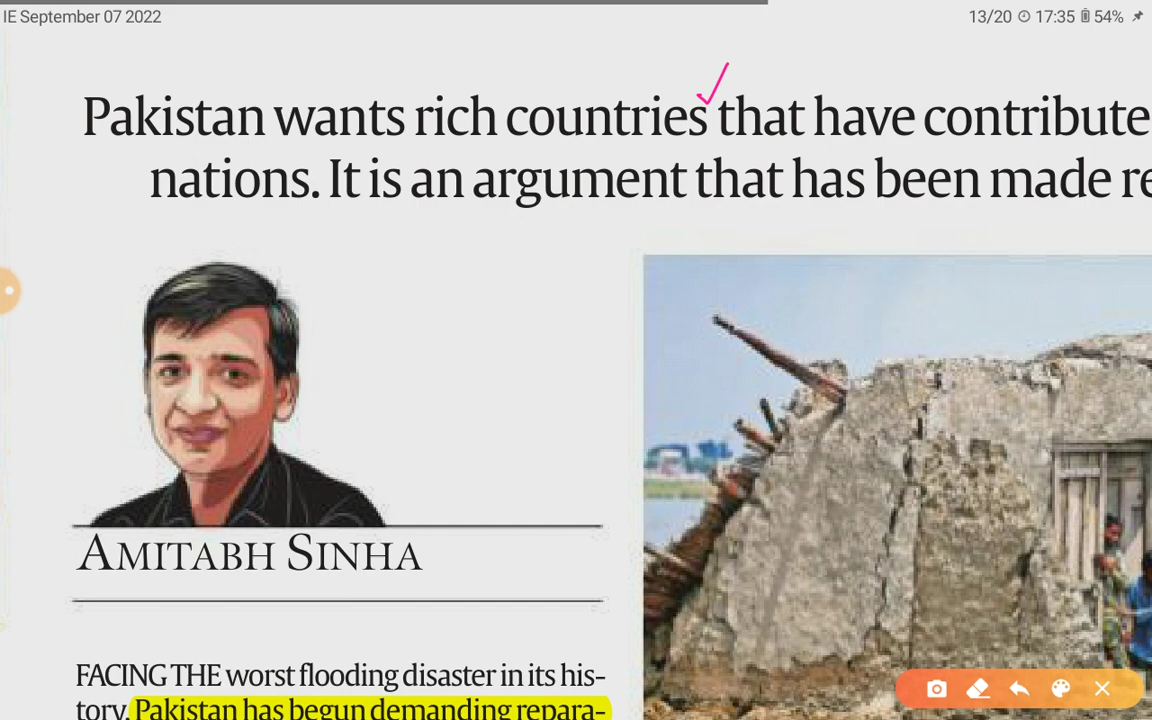 IE September 07 2022
13/20 17:35 54%
Pakistan wants rich countries that have contribute
nations. It is an argument that has been made re
AMITABH SINHA
FACING THE worst flooding disaster in its his-
tory, Pakistan has begun demanding repara-